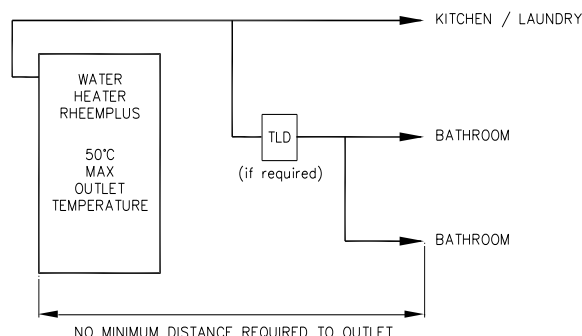 KITCHEN / LAUNDRY
WATER
HEATER
RHEEMPLUS
50°C
MAX
OUTLET
TEMPERATURE
TLD
(if required)
BATHROOM
BATHROOM
NO MINIMUM DISTANCE REQUIRED TO OUTLET